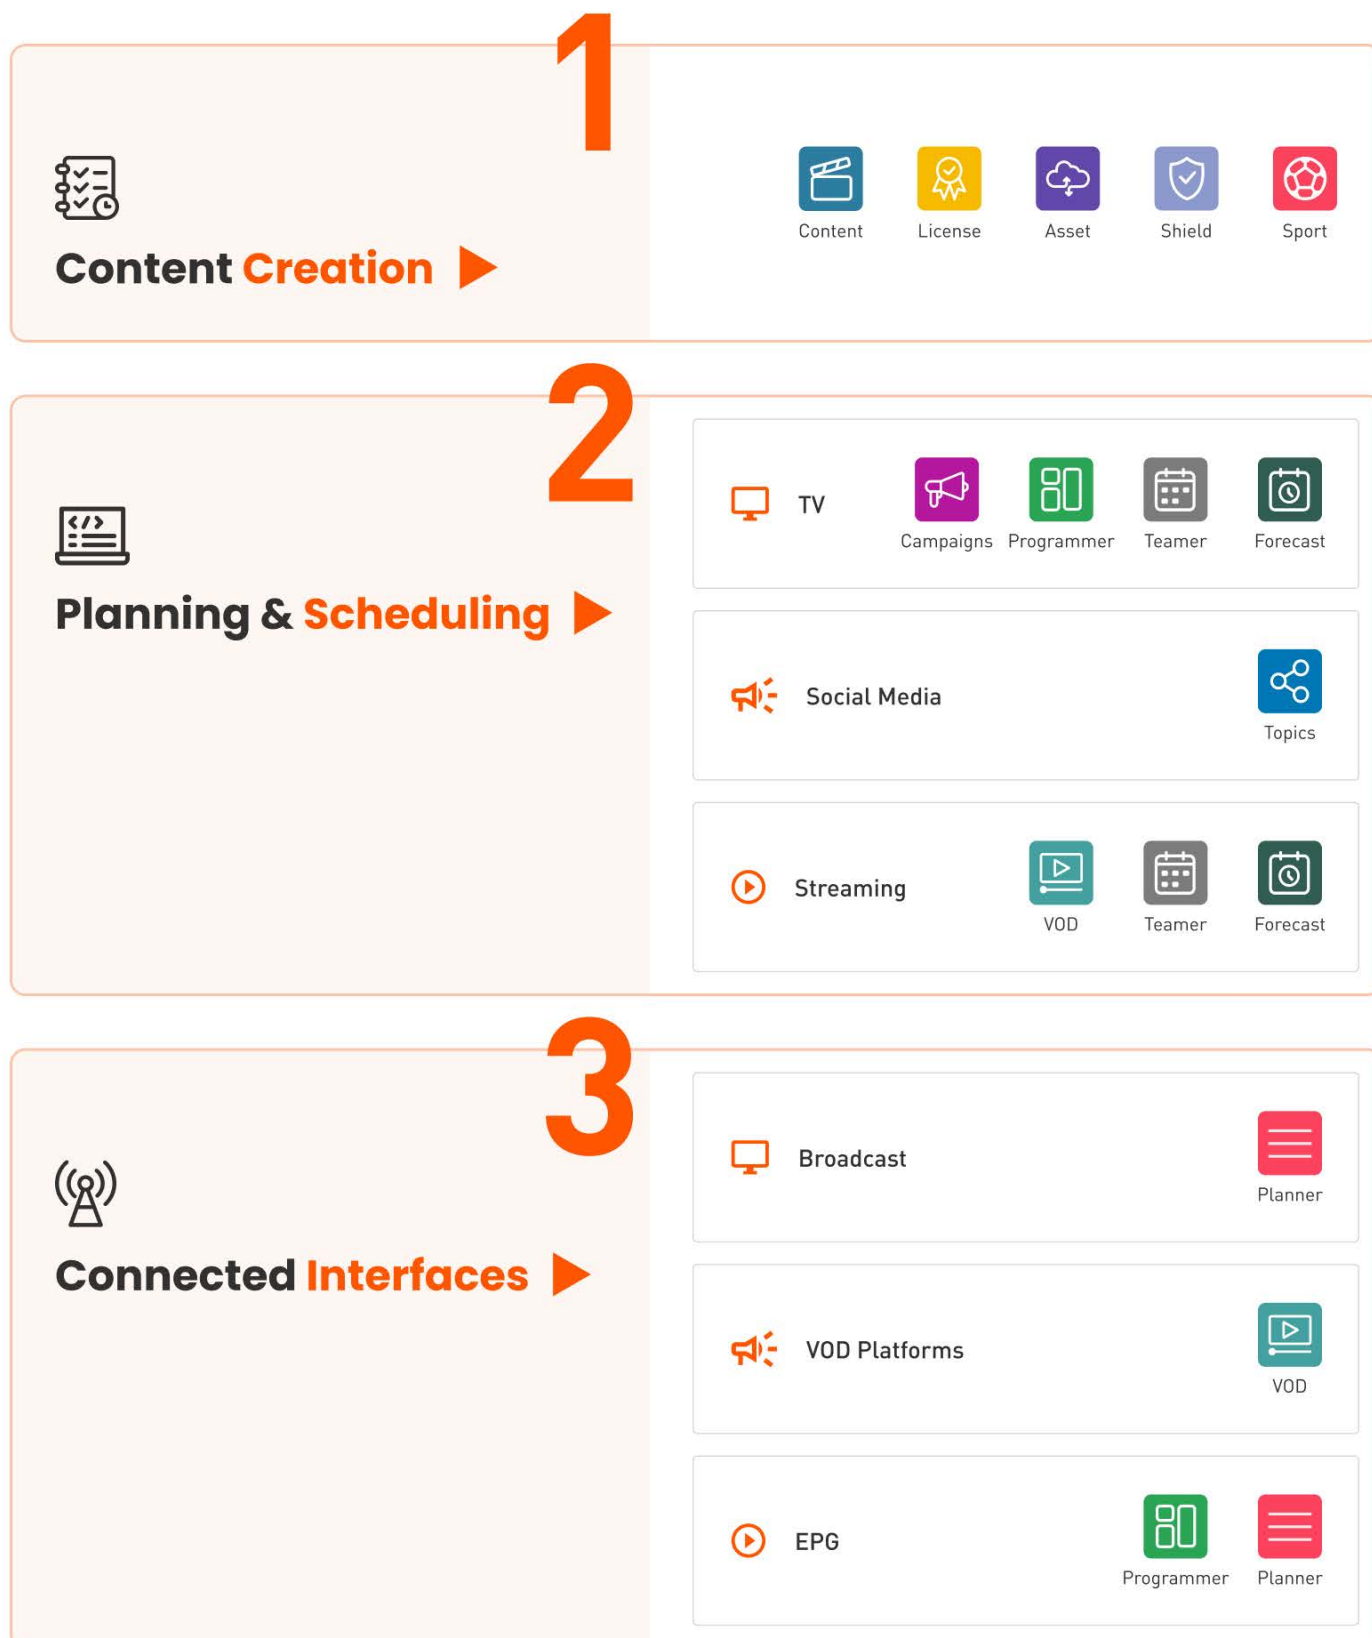 1
Content License Asset Shield Sport
Content Creation
2
TV
Campaigns Programmer Teamer Forecast
Planning & Scheduling
Social Media
Topics
Streaming
VOD Teamer Forecast
3
Broadcast
Planner
Connected Interfaces
VOD Platforms
VOD
EPG
Programmer Planner